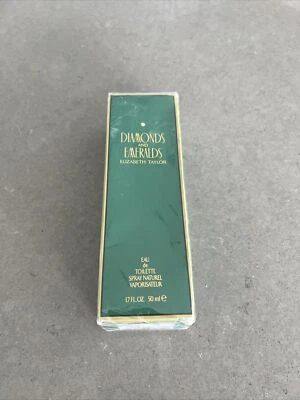 DIAMONDS
AND
EMERALDS
ELIZABETH TAYLOR
EAU
de
TOILETTE
SPRAY NATUREL
VAPORISATEUR
1.7 FL. OZ. 50 ml ℮